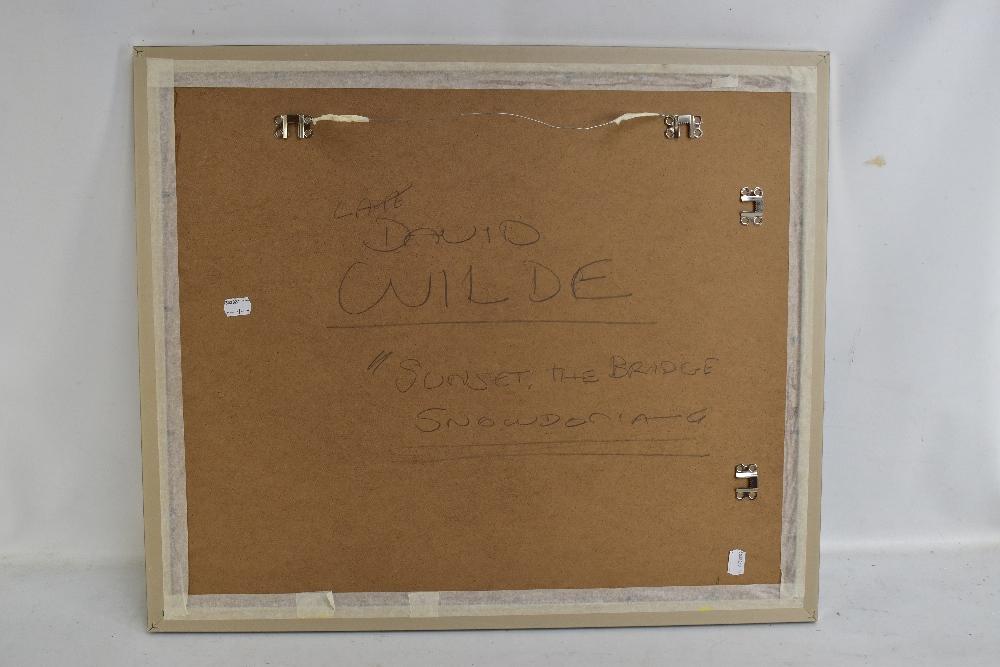 LATE
DAVID
WILDE
"SUNSET, THE BRIDGE
SNOWDONIA